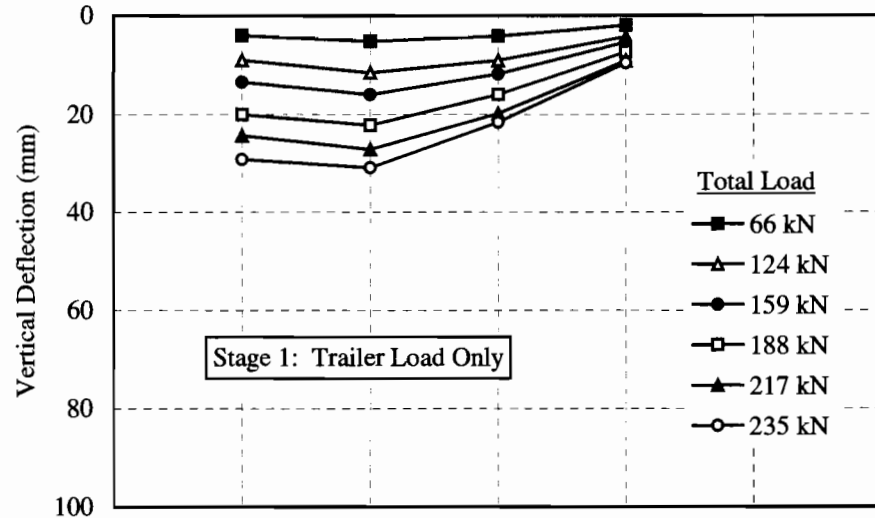 0
20
40
60
80
100
Vertical Deflection (mm)
Stage 1: Trailer Load Only
Total Load
66 kN
124 kN
159 kN
188 kN
217 kN
235 kN